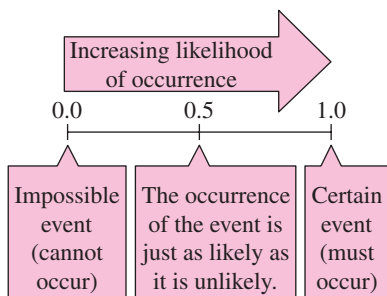 Increasing likelihood
of occurrence
0.0 0.5 1.0
Impossible
event
(cannot
occur)
The occurrence
of the event is
just as likely as
it is unlikely.
Certain
event
(must
occur)